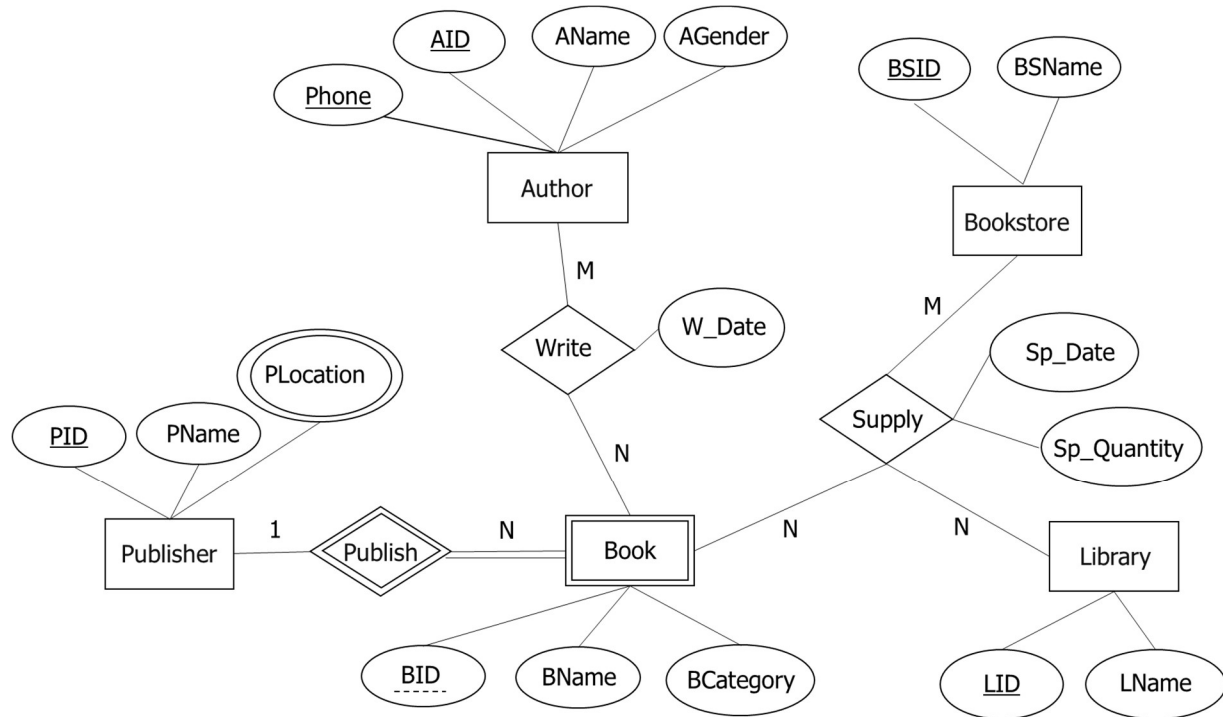 AID
AName
AGender
Phone
BSID
BSName
Author
Bookstore
M
M
W_Date
Write
Sp_Date
PLocation
Supply
PID
PName
Sp_Quantity
N
1
N
N
N
Publisher
Publish
Book
Library
BID
BName
BCategory
LID
LName